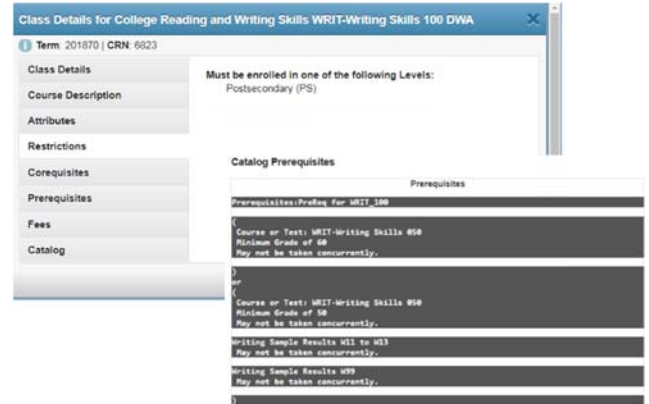 Class Details for College Reading and Writing Skills WRIT-Writing Skills 100 DWA
Term: 201870 | CRN: 6823
Class Details
Course Description
Attributes
Restrictions
Corequisites
Prerequisites
Fees
Catalog
Must be enrolled in one of the following Levels:
Postsecondary (PS)
Catalog Prerequisites
Prerequisites
Prerequisites:PreReq for WRIT_100
(
Course or Test: WRIT-Writing Skills 050
Minimum Grade of 60
May not be taken concurrently.
)
or
(
Course or Test: WRIT-Writing Skills 050
Minimum Grade of 50
May not be taken concurrently.
Writing Sample Results W11 to W13
May not be taken concurrently.
Writing Sample Results W99
May not be taken concurrently.
)